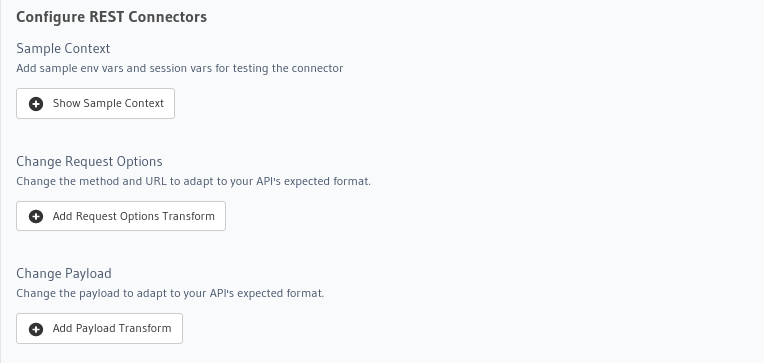 Configure REST Connectors
Sample Context
Add sample env vars and session vars for testing the connector
Show Sample Context
Change Request Options
Change the method and URL to adapt to your API's expected format.
Add Request Options Transform
Change Payload
Change the payload to adapt to your API's expected format.
Add Payload Transform